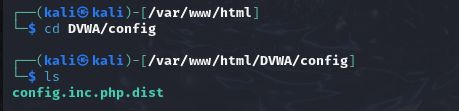 ┌──(kali㉿kali)-[/var/www/html]
└─$ cd DVWA/config
┌──(kali㉿kali)-[/var/www/html/DVWA/config]
└─$ ls
config.inc.php.dist